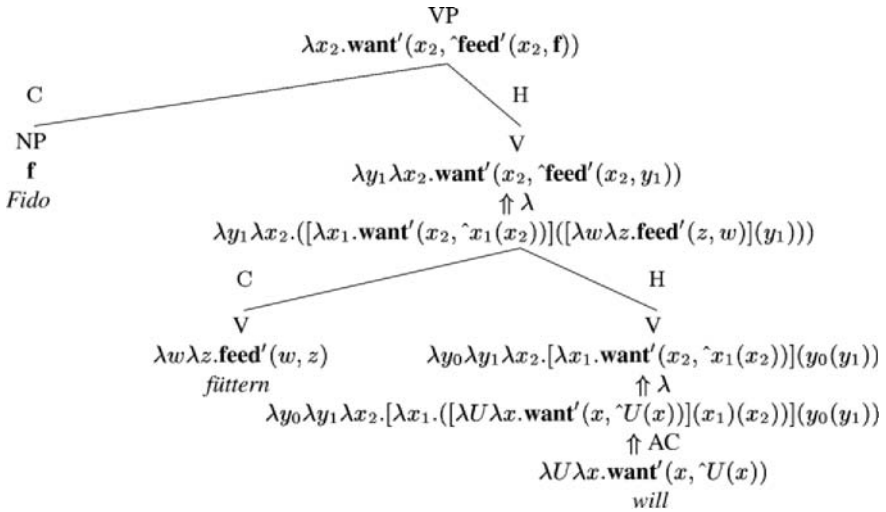 VP
λx₂.want′(x₂, ˆfeed′(x₂, f))
C H
NP V
f λy₁λx₂.want′(x₂, ˆfeed′(x₂, y₁))
Fido ⇑ λ
λy₁λx₂.([λx₁.want′(x₂, ˆx₁(x₂))]([λwλz.feed′(z, w)](y₁)))
C H
V V
λwλz.feed′(w, z) λy₀λy₁λx₂.[λx₁.want′(x₂, ˆx₁(x₂))](y₀(y₁))
füttern ⇑ λ
λy₀λy₁λx₂.[λx₁.([λUλx.want′(x, ˆU(x))](x₁)(x₂))](y₀(y₁))
⇑ AC
λUλx.want′(x, ˆU(x))
will